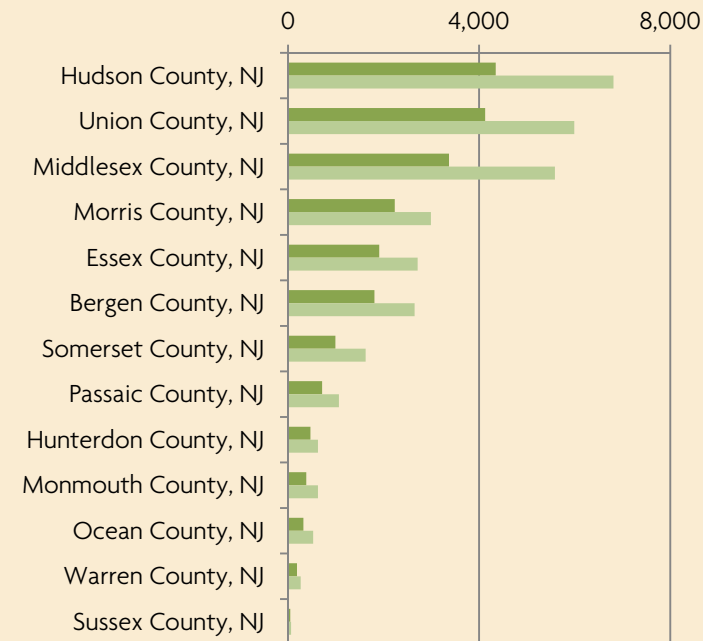 0 4,000 8,000
Hudson County, NJ
Union County, NJ
Middlesex County, NJ
Morris County, NJ
Essex County, NJ
Bergen County, NJ
Somerset County, NJ
Passaic County, NJ
Hunterdon County, NJ
Monmouth County, NJ
Ocean County, NJ
Warren County, NJ
Sussex County, NJ